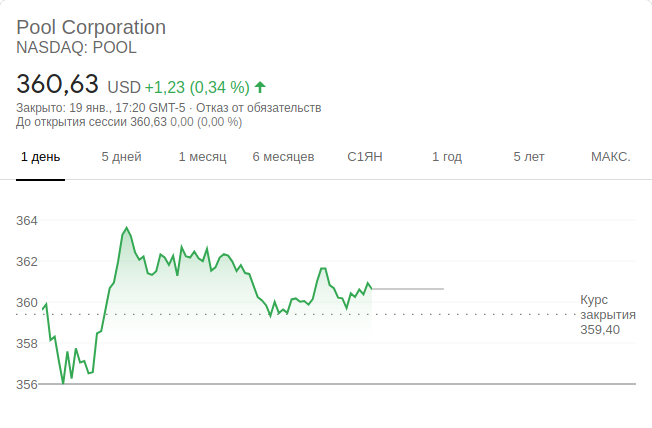 Pool Corporation
NASDAQ: POOL
360,63 USD +1,23 (0,34 %)
Закрыто: 19 янв., 17:20 GMT-5 · Отказ от обязательств
До открытия сессии 360,63 0,00 (0,00 %)
1 день 5 дней 1 месяц 6 месяцев С1ЯН 1 год 5 лет МАКС.
364
362
360
358
356
Курс
закрытия
359,40